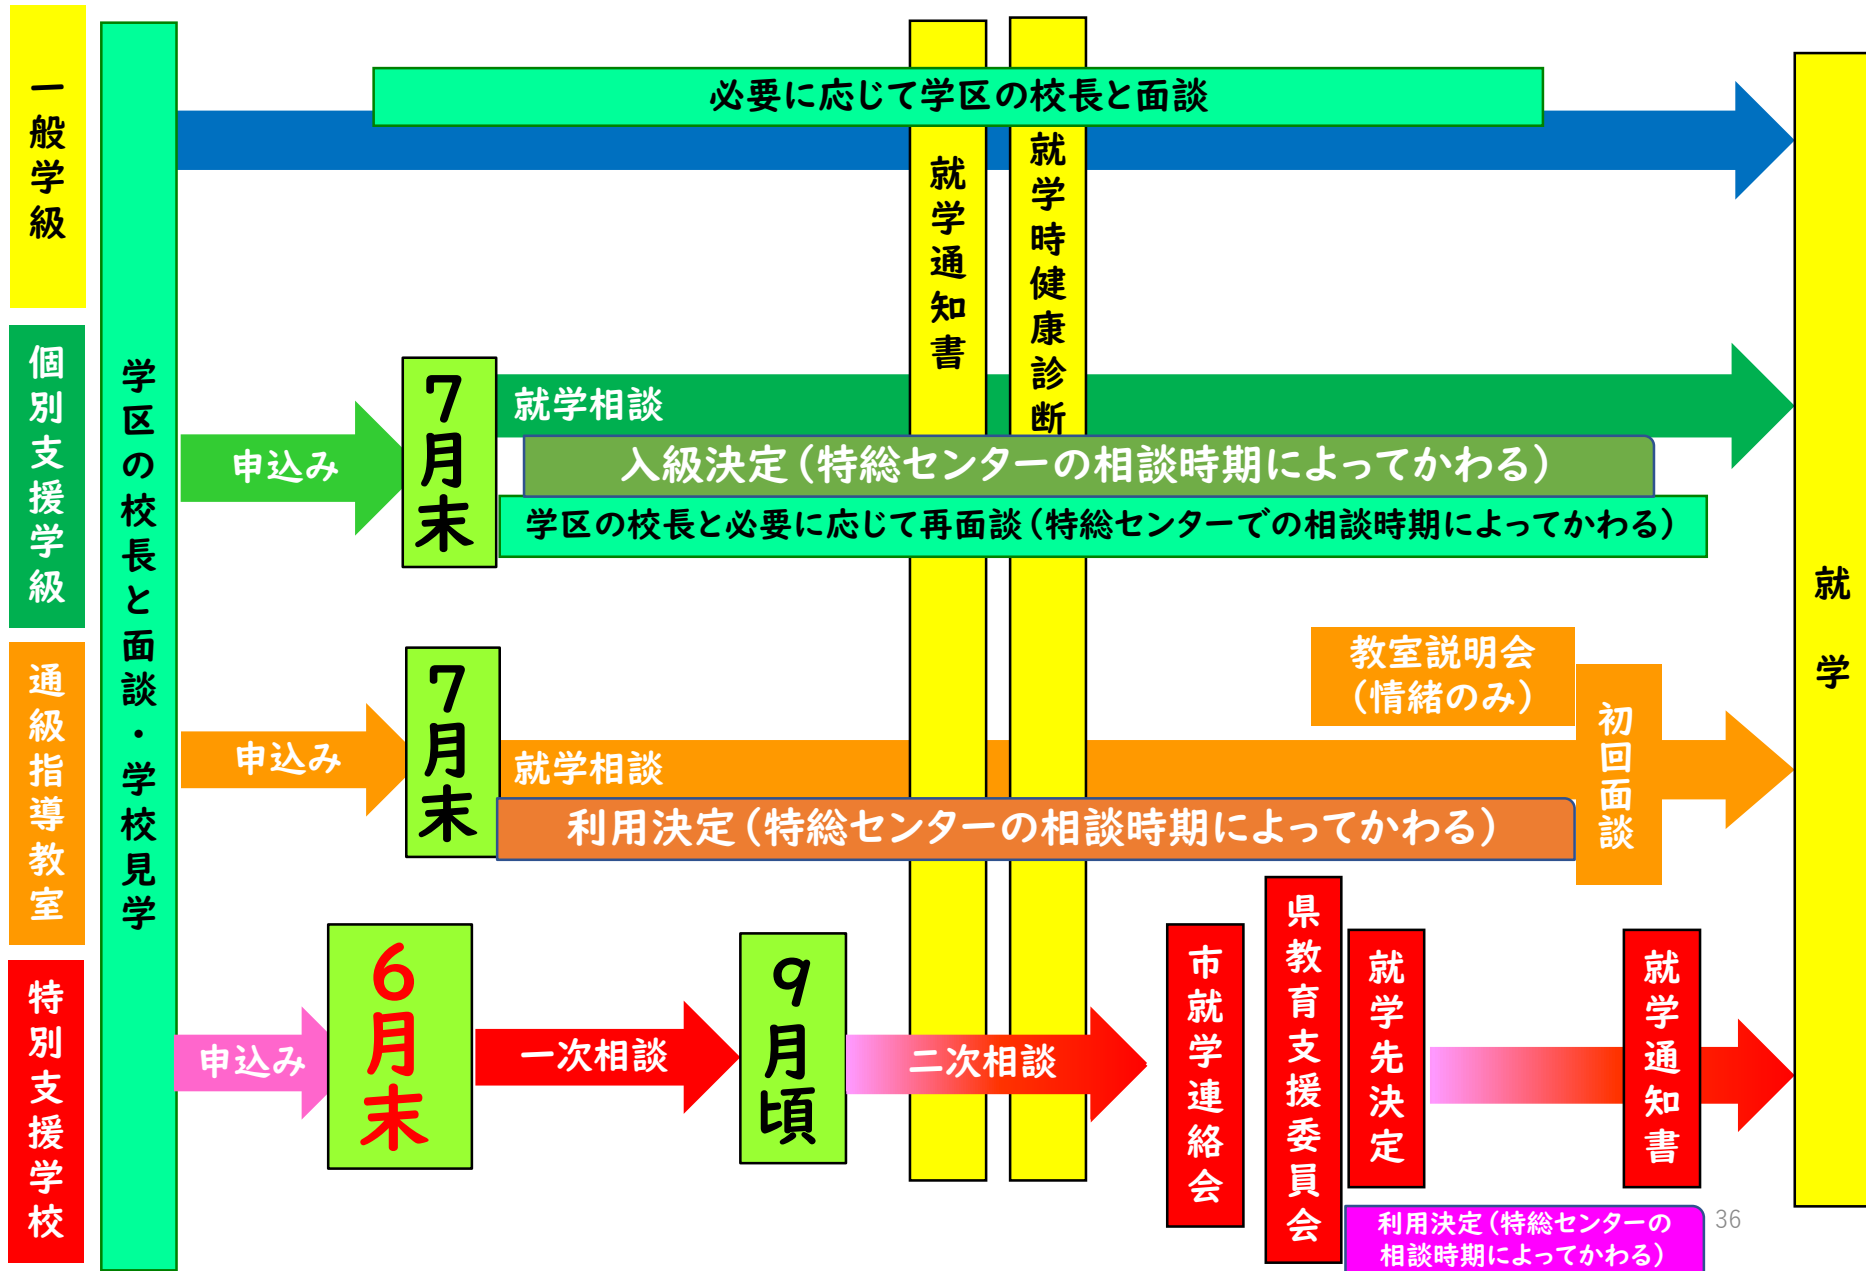 一般学級
個別支援学級
通級指導教室
特別支援学校
学区の校長と面談・学校見学
必要に応じて学区の校長と面談
就学通知書
就学時健康診断
申込み
7月末
就学相談
入級決定（特総センターの相談時期によってかわる）
学区の校長と必要に応じて再面談（特総センターでの相談時期によってかわる）
申込み
7月末
就学相談
利用決定（特総センターの相談時期によってかわる）
教室説明会
（情緒のみ）
初回面談
申込み
6月末
一次相談
9月頃
二次相談
市就学連絡会
県教育支援委員会
就学先決定
就学通知書
利用決定（特総センターの
相談時期によってかわる）
就学
36